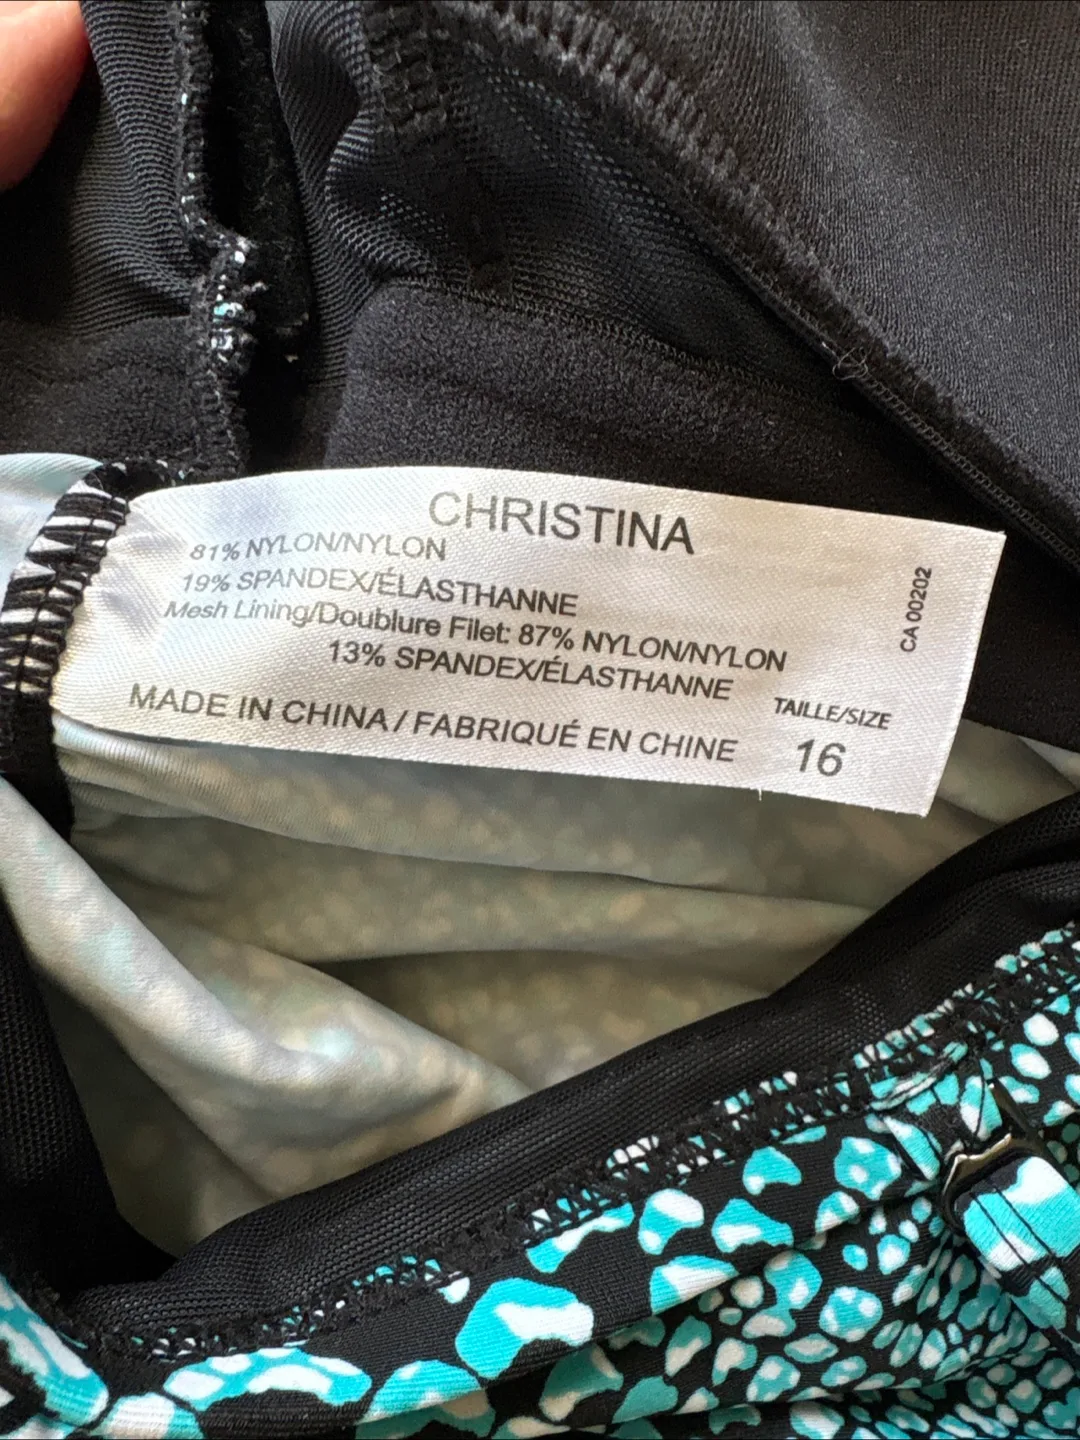 CHRISTINA
81% NYLON/NYLON
19% SPANDEX/ÉLASTHANNE
Mesh Lining/Doublure Filet: 87% NYLON/NYLON
13% SPANDEX/ÉLASTHANNE
MADE IN CHINA / FABRIQUÉ EN CHINE
TAILLE/SIZE
16
CA 00202